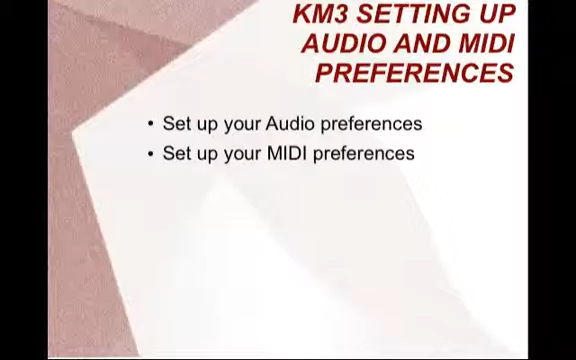 KM3 SETTING UP
AUDIO AND MIDI
PREFERENCES
• Set up your Audio preferences
• Set up your MIDI preferences